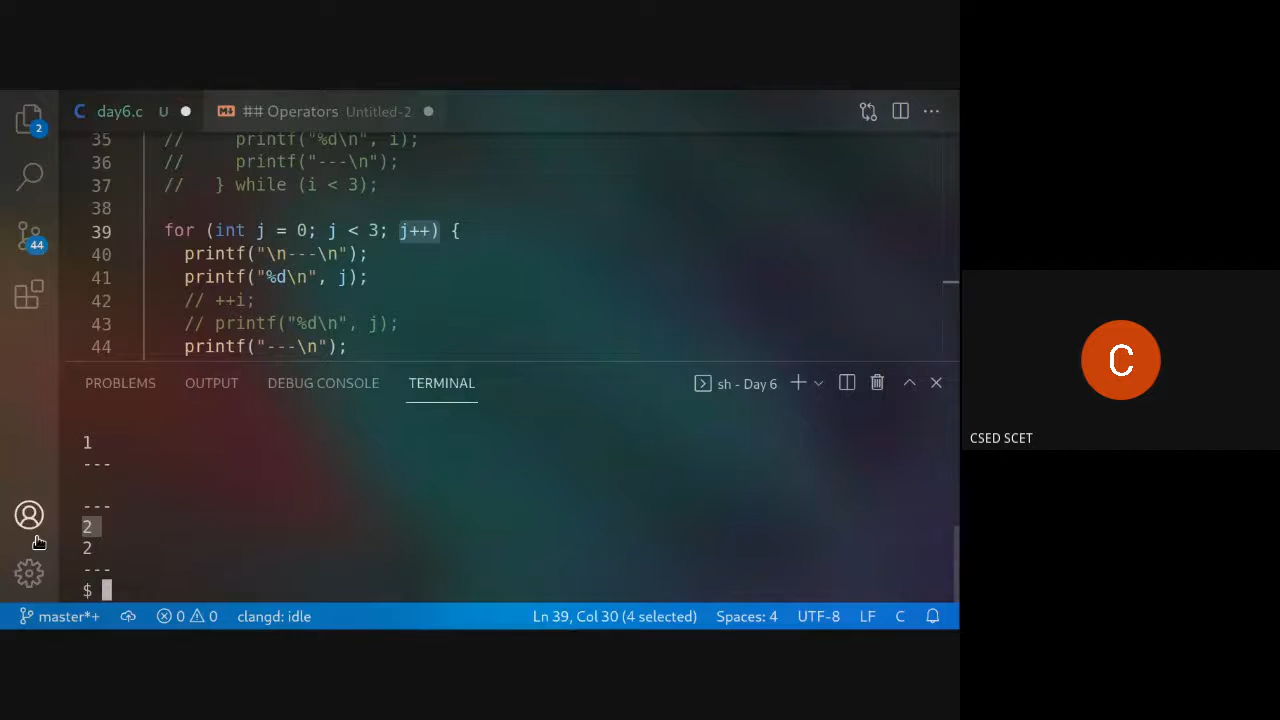 day6.c U ## Operators Untitled-2
35 // printf("%d\n", i);
36 // printf("---\n");
37 // } while (i < 3);
38
39 for (int j = 0; j < 3; j++) {
40 printf("\n---\n");
41 printf("%d\n", j);
42 // ++i;
43 // printf("%d\n", j);
44 printf("---\n");
2
44
PROBLEMS OUTPUT DEBUG CONSOLE TERMINAL sh - Day 6
1
---
---
2
2
---
$
master*+ 0 0 clangd: idle Ln 39, Col 30 (4 selected) Spaces: 4 UTF-8 LF C
C
CSED SCET